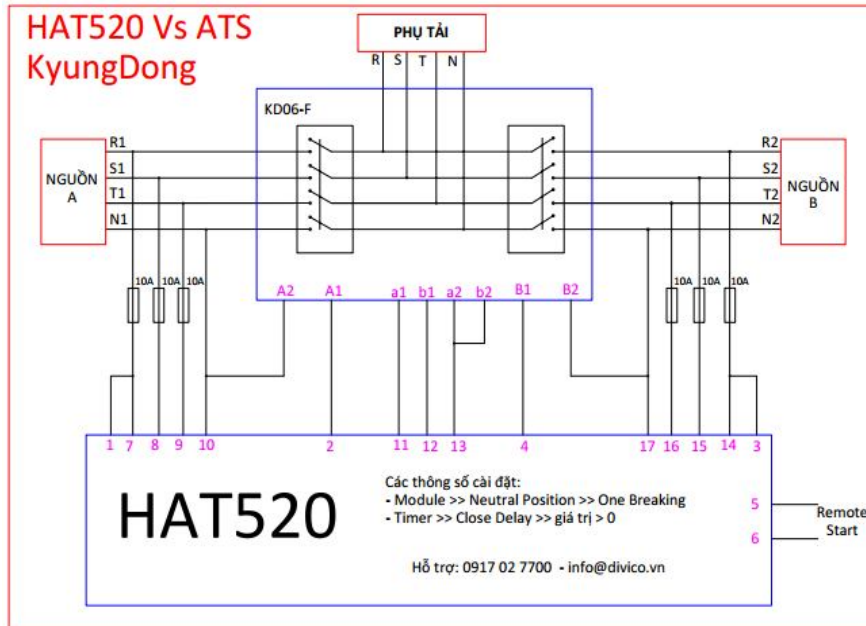 HAT520 Vs ATS
KyungDong
PHỤ TẢI
R S T N
KD06-F
R1
S1
T1
N1
NGUỒN
A
R2
S2
T2
N2
NGUỒN
B
10A 10A 10A
10A 10A 10A
A2 A1 a1 b1 a2 b2 B1 B2
1 7 8 9 10 2 11 12 13 4 17 16 15 14 3
HAT520
Các thông số cài đặt:
- Module >> Neutral Position >> One Breaking
- Timer >> Close Delay >> giá trị > 0
Hỗ trợ: 0917 02 7700 - info@divico.vn
5
6
Remote
Start